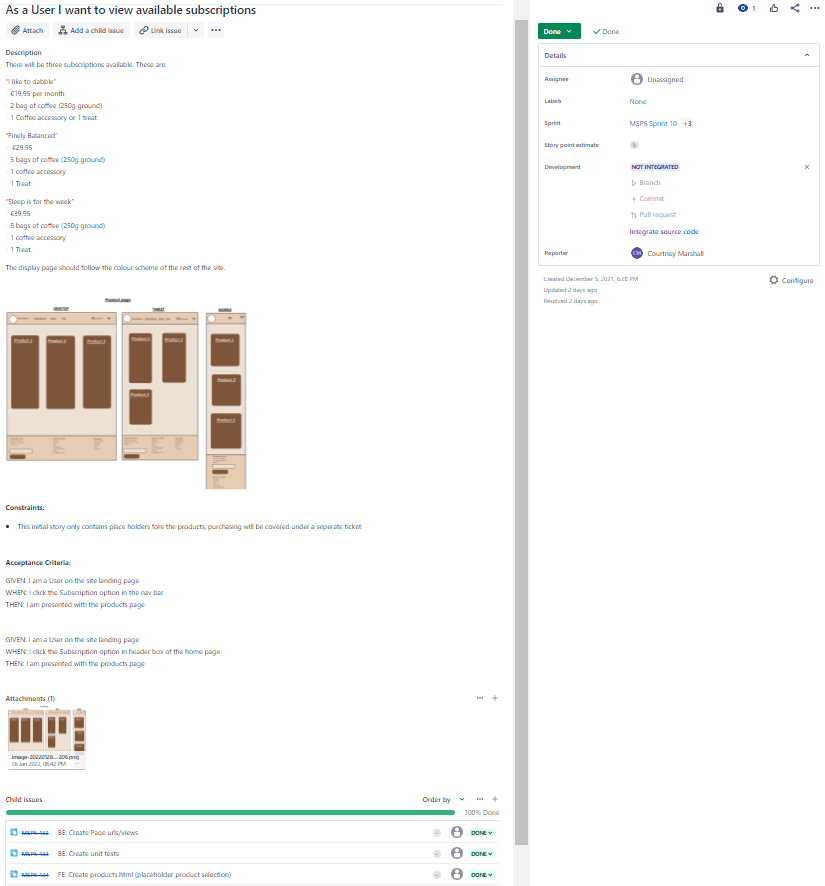 As a User I want to view available subscriptions
Attach
Add a child issue
Link issue
Description
There will be three subscriptions available. These are:
"I like to dabble"
- €19.95 per month
- 2 bag of coffee (250g ground)
- 1 Coffee accessory or 1 treat
"Finely Balanced"
- €29.95
- 3 bags of coffee (250g ground)
- 1 coffee accessory
- 1 Treat
"Sleep is for the week"
- €39.95
- 5 bags of coffee (250g ground)
- 1 coffee accessory
- 1 Treat
The display page should follow the colour scheme of the rest of the site.
Product page
DESKTOP
TABLET
MOBILE
Product 1
Product 2
Product 3
Product 1
Product 2
Product 3
Product 1
Product 2
Product 3
Constraints:
• This initial story only contains place holders fore the products, purchasing will be covered under a seperate ticket
Acceptance Criteria:
GIVEN: I am a User on the site landing page
WHEN: I click the Subscription option in the nav bar
THEN: I am presented with the products page
GIVEN: I am a User on the site landing page
WHEN: I click the Subscription option in header box of the home page
THEN: I am presented with the products page
Attachments (1)
image-20220126...206.png
26 Jan 2022, 06:42 PM
Child issues
Order by
100% Done
MSP5-132 BE: Create Page urls/views DONE
MSP5-133 BE: Create unit tests DONE
MSP5-134 FE: Create products.html (placeholder product selection) DONE
1
Done
Done
Details
Assignee Unassigned
Labels None
Sprint MSP5 Sprint 10 +3
Story point estimate 5
Development NOT INTEGRATED
Branch
Commit
Pull request
Integrate source code
Reporter CM Courtney Marshall
Created December 5, 2021, 6:28 PM
Configure
Updated 2 days ago
Resolved 2 days ago